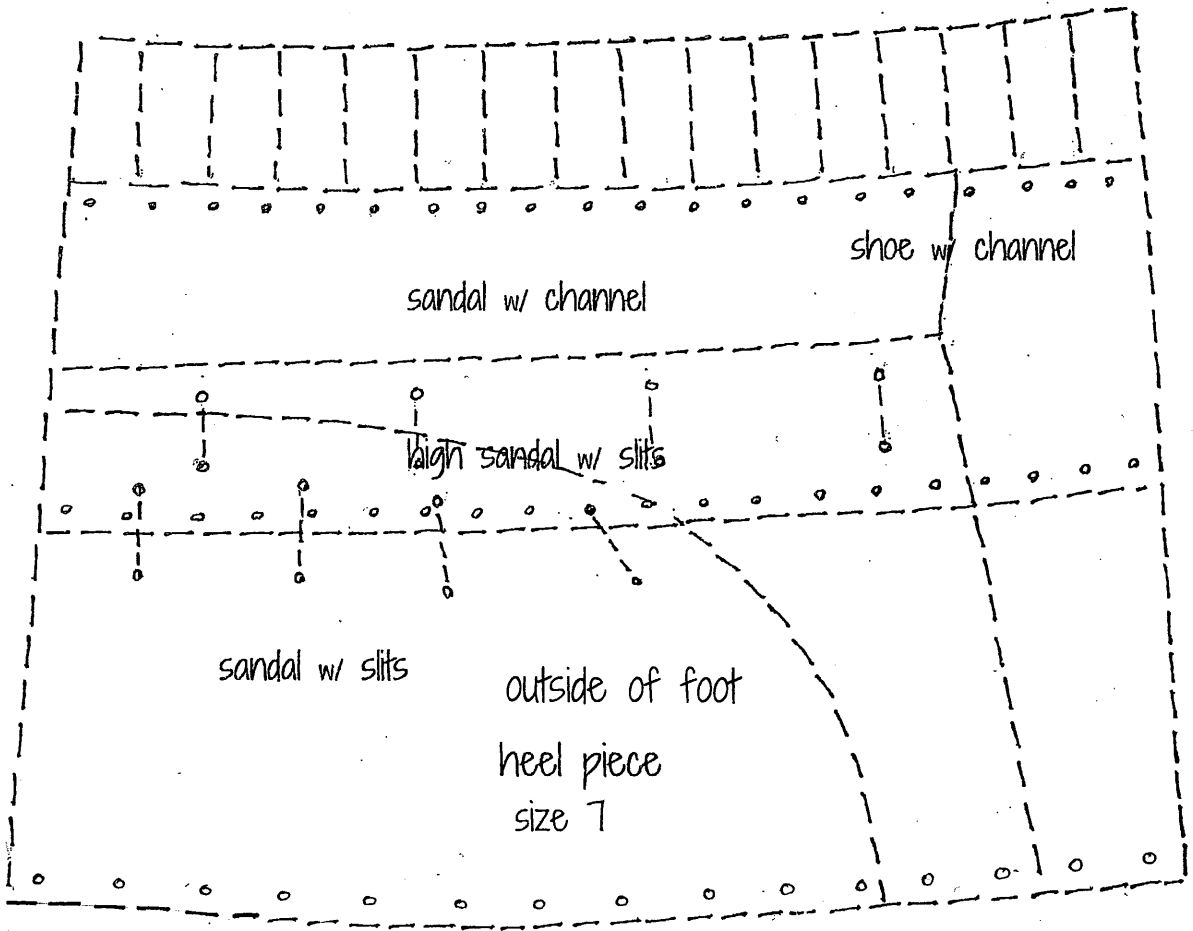 shoe w/ channel
sandal w/ channel
high sandal w/ slits
sandal w/ slits
outside of foot
heel piece
size 7